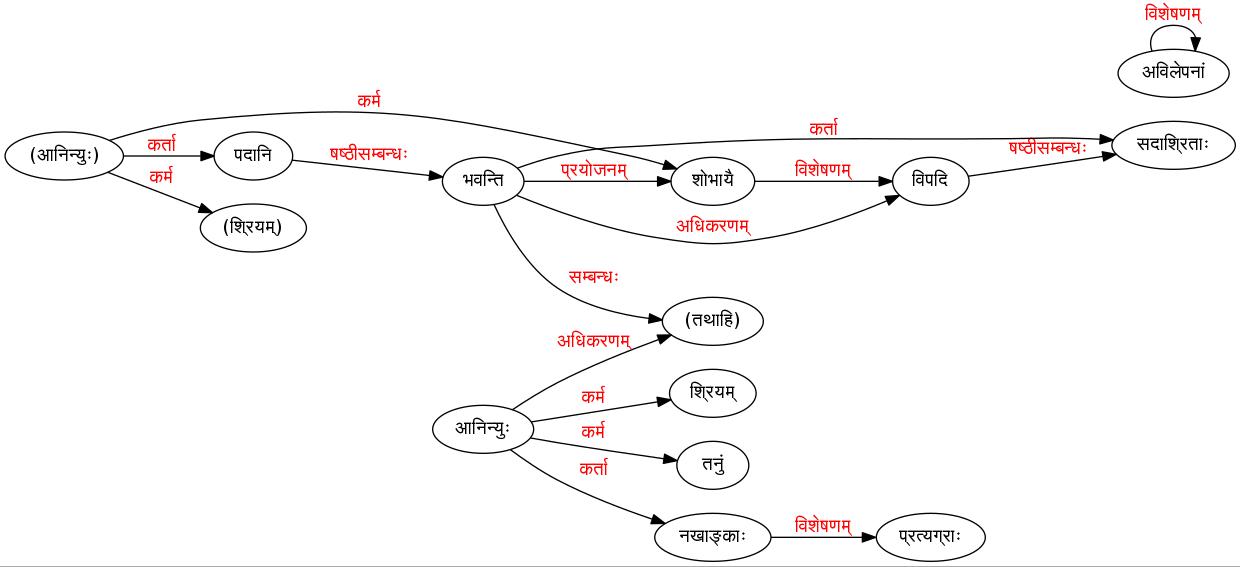 विशेषणम्
अविलेपनां
कर्म
(आनिन्युः)
कर्ता
पदानि
कर्म
(श्रियम्)
षष्ठीसम्बन्धः
भवन्ति
कर्ता
प्रयोजनम्
शोभायै
विशेषणम्
विपदि
षष्ठीसम्बन्धः
सदाश्रिताः
अधिकरणम्
सम्बन्धः
(तथाहि)
अधिकरणम्
आनिन्युः
कर्म
श्रियम्
कर्म
तनुं
कर्ता
नखाङ्काः
विशेषणम्
प्रत्यग्राः